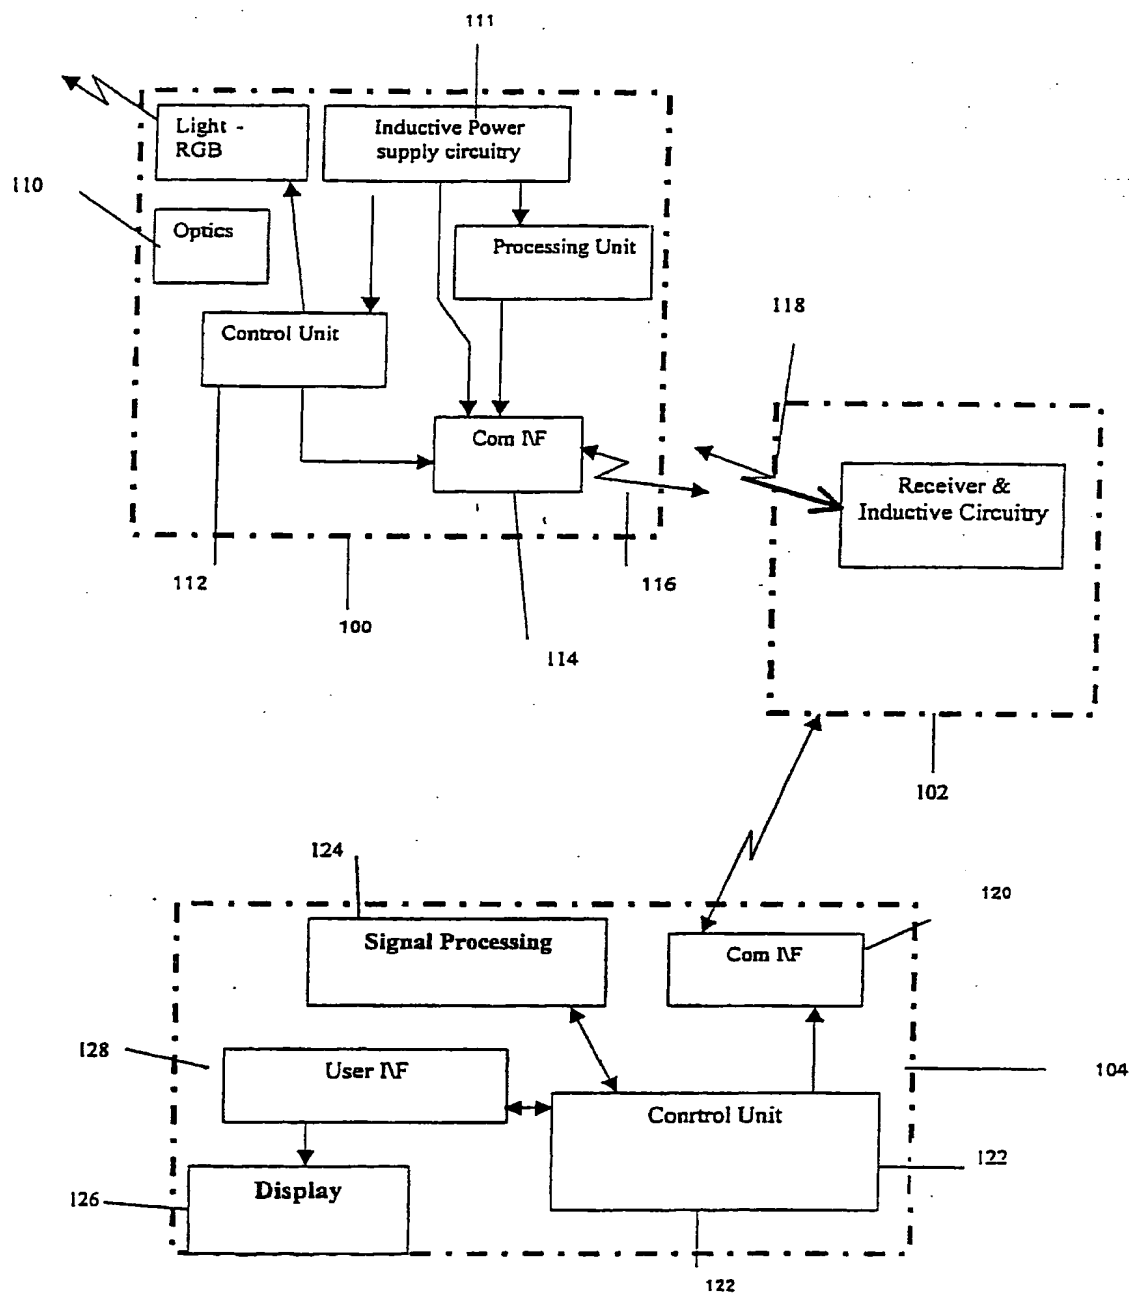 111
Light -
RGB
Inductive Power
supply circuitry
110
Optics
Processing Unit
118
Control Unit
Com I\F
Receiver &
Inductive Circuitry
112
116
100
114
102
124
120
Signal Processing
Com I\F
128
User I\F
104
Conrtrol Unit
122
126
Display
122